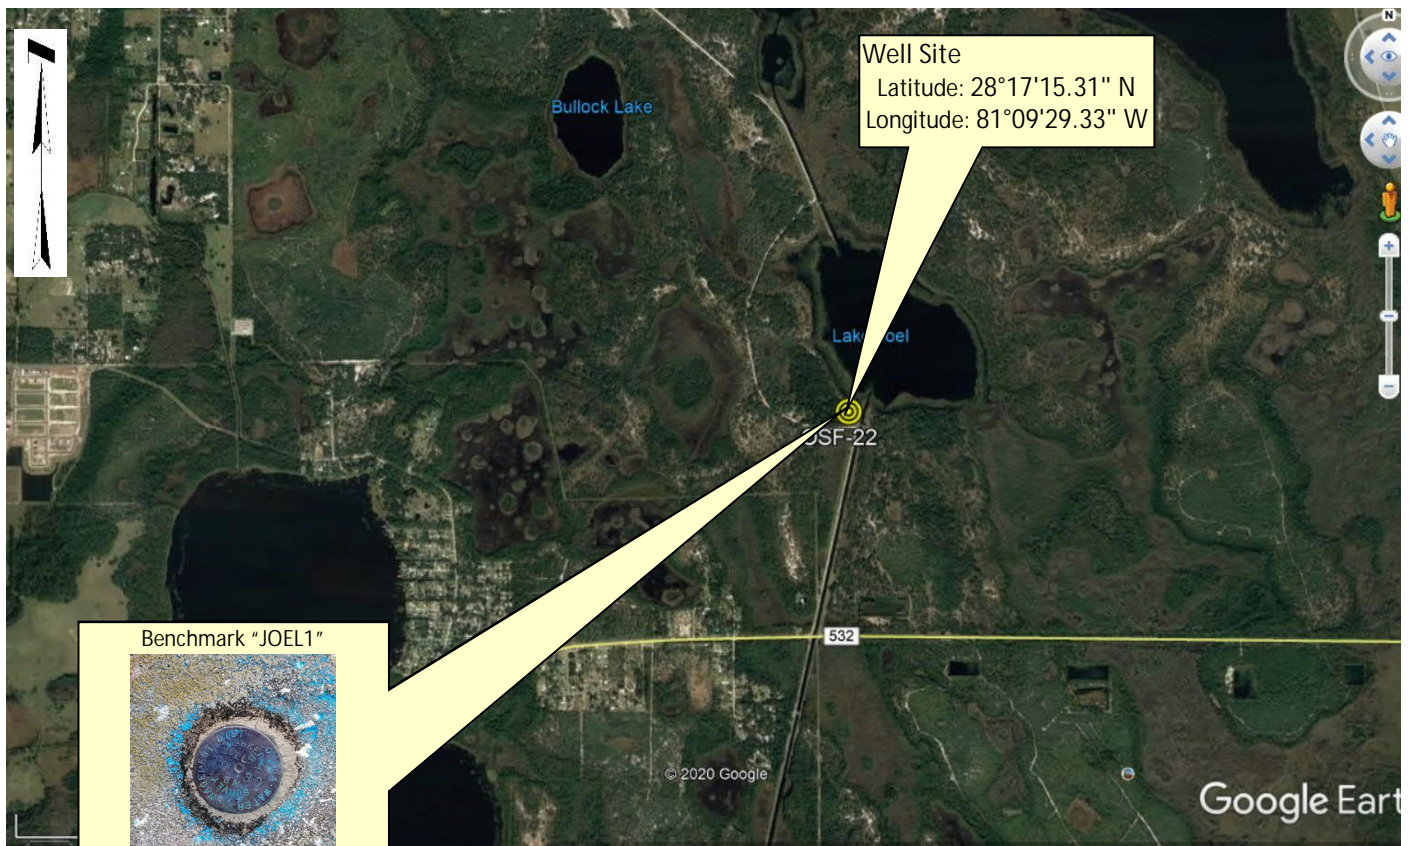 N
Well Site
Latitude: 28°17'15.31" N
Longitude: 81°09'29.33" W
Bullock Lake
OSF-22
532
Benchmark "JOEL1"
© 2020 Google
Google Eart